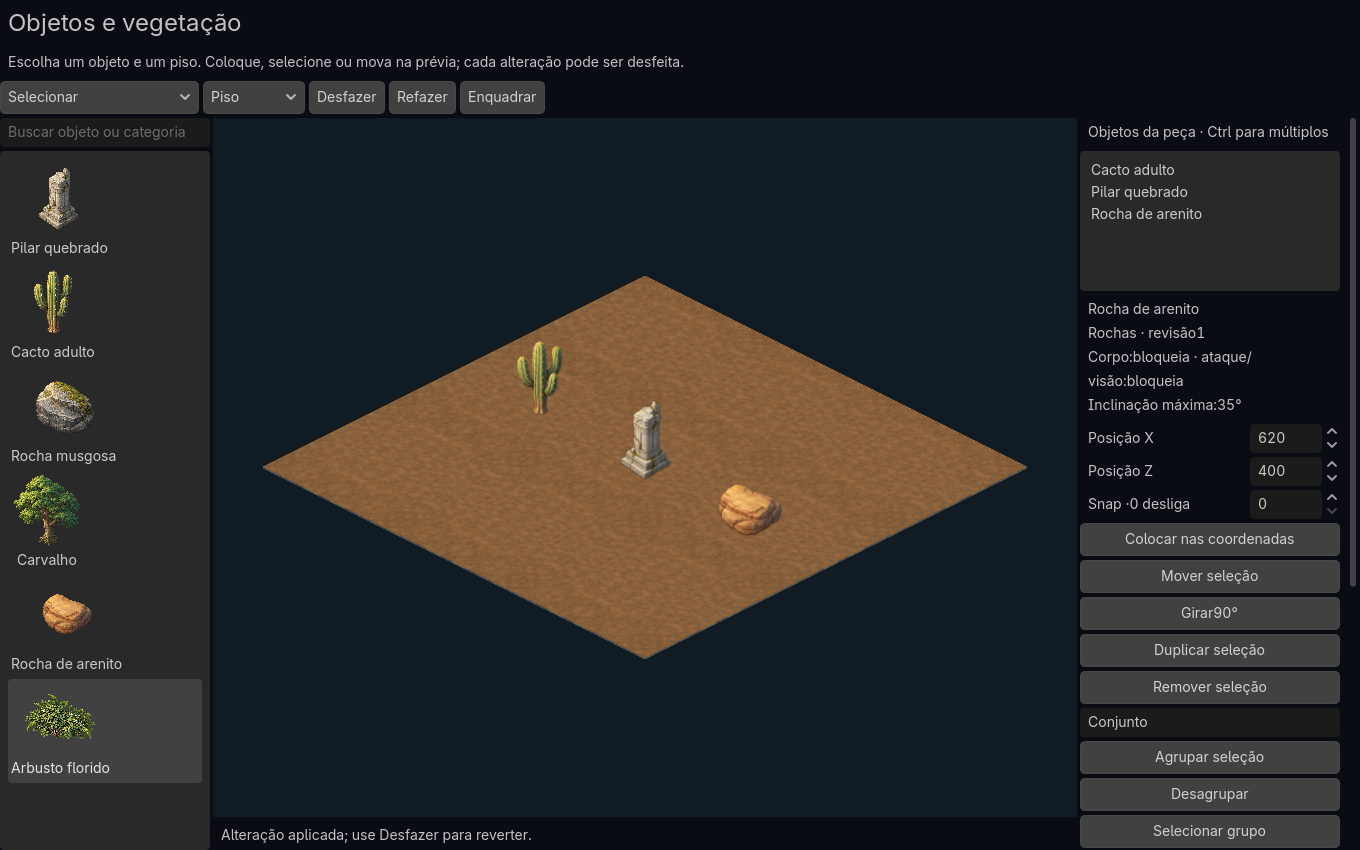 Objetos e vegetação
Escolha um objeto e um piso. Coloque, selecione ou mova na prévia; cada alteração pode ser desfeita.
Selecionar
Piso
Desfazer
Refazer
Enquadrar
Buscar objeto ou categoria
Pilar quebrado
Cacto adulto
Rocha musgosa
Carvalho
Rocha de arenito
Arbusto florido
Alteração aplicada; use Desfazer para reverter.
Objetos da peça · Ctrl para múltiplos
Cacto adulto
Pilar quebrado
Rocha de arenito
Rocha de arenito
Rochas · revisão1
Corpo:bloqueia · ataque/
visão:bloqueia
Inclinação máxima:35°
Posição X 620
Posição Z 400
Snap ·0 desliga 0
Colocar nas coordenadas
Mover seleção
Girar90°
Duplicar seleção
Remover seleção
Conjunto
Agrupar seleção
Desagrupar
Selecionar grupo